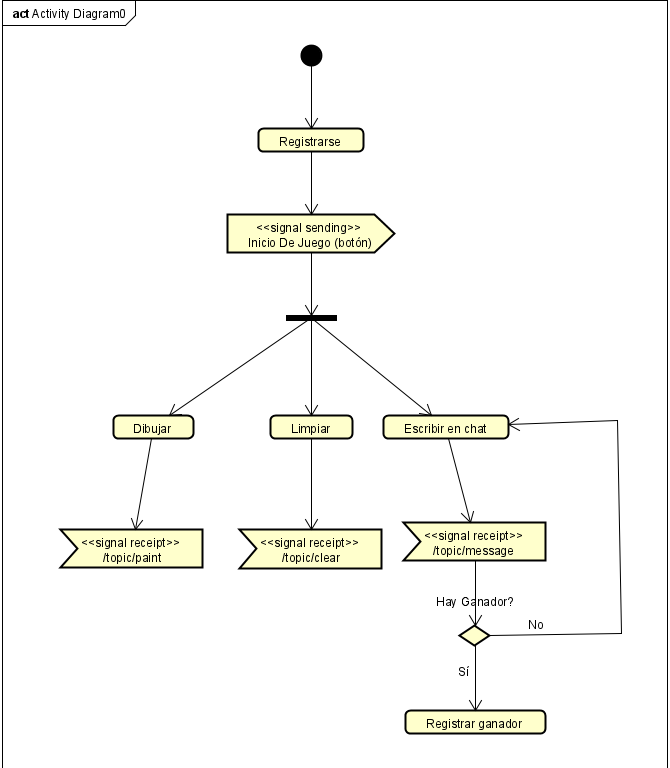 act Activity Diagram0
Registrarse
<<signal sending>>
Inicio De Juego (botón)
Dibujar
Limpiar
Escribir en chat
<<signal receipt>>
/topic/paint
<<signal receipt>>
/topic/clear
<<signal receipt>>
/topic/message
Hay Ganador?
No
Sí
Registrar ganador